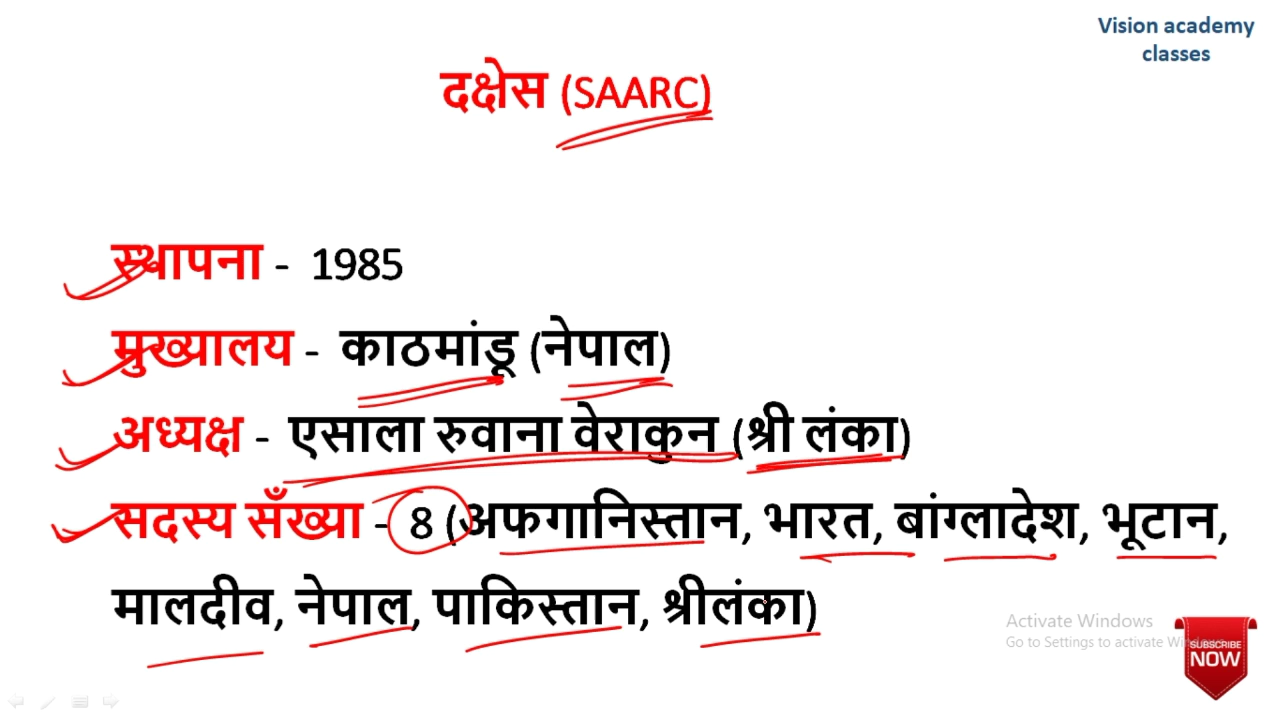 Vision academy
classes
दक्षेस (SAARC)
स्थापना - 1985
मुख्यालय - काठमांडू (नेपाल)
अध्यक्ष - एसाला रुवाना वेराकुन (श्री लंका)
सदस्य सँख्या - 8 (अफगानिस्तान, भारत, बांग्लादेश, भूटान,
मालदीव, नेपाल, पाकिस्तान, श्रीलंका)
Activate Windows
Go to Settings to activate Windows.
SUBSCRIBE
NOW